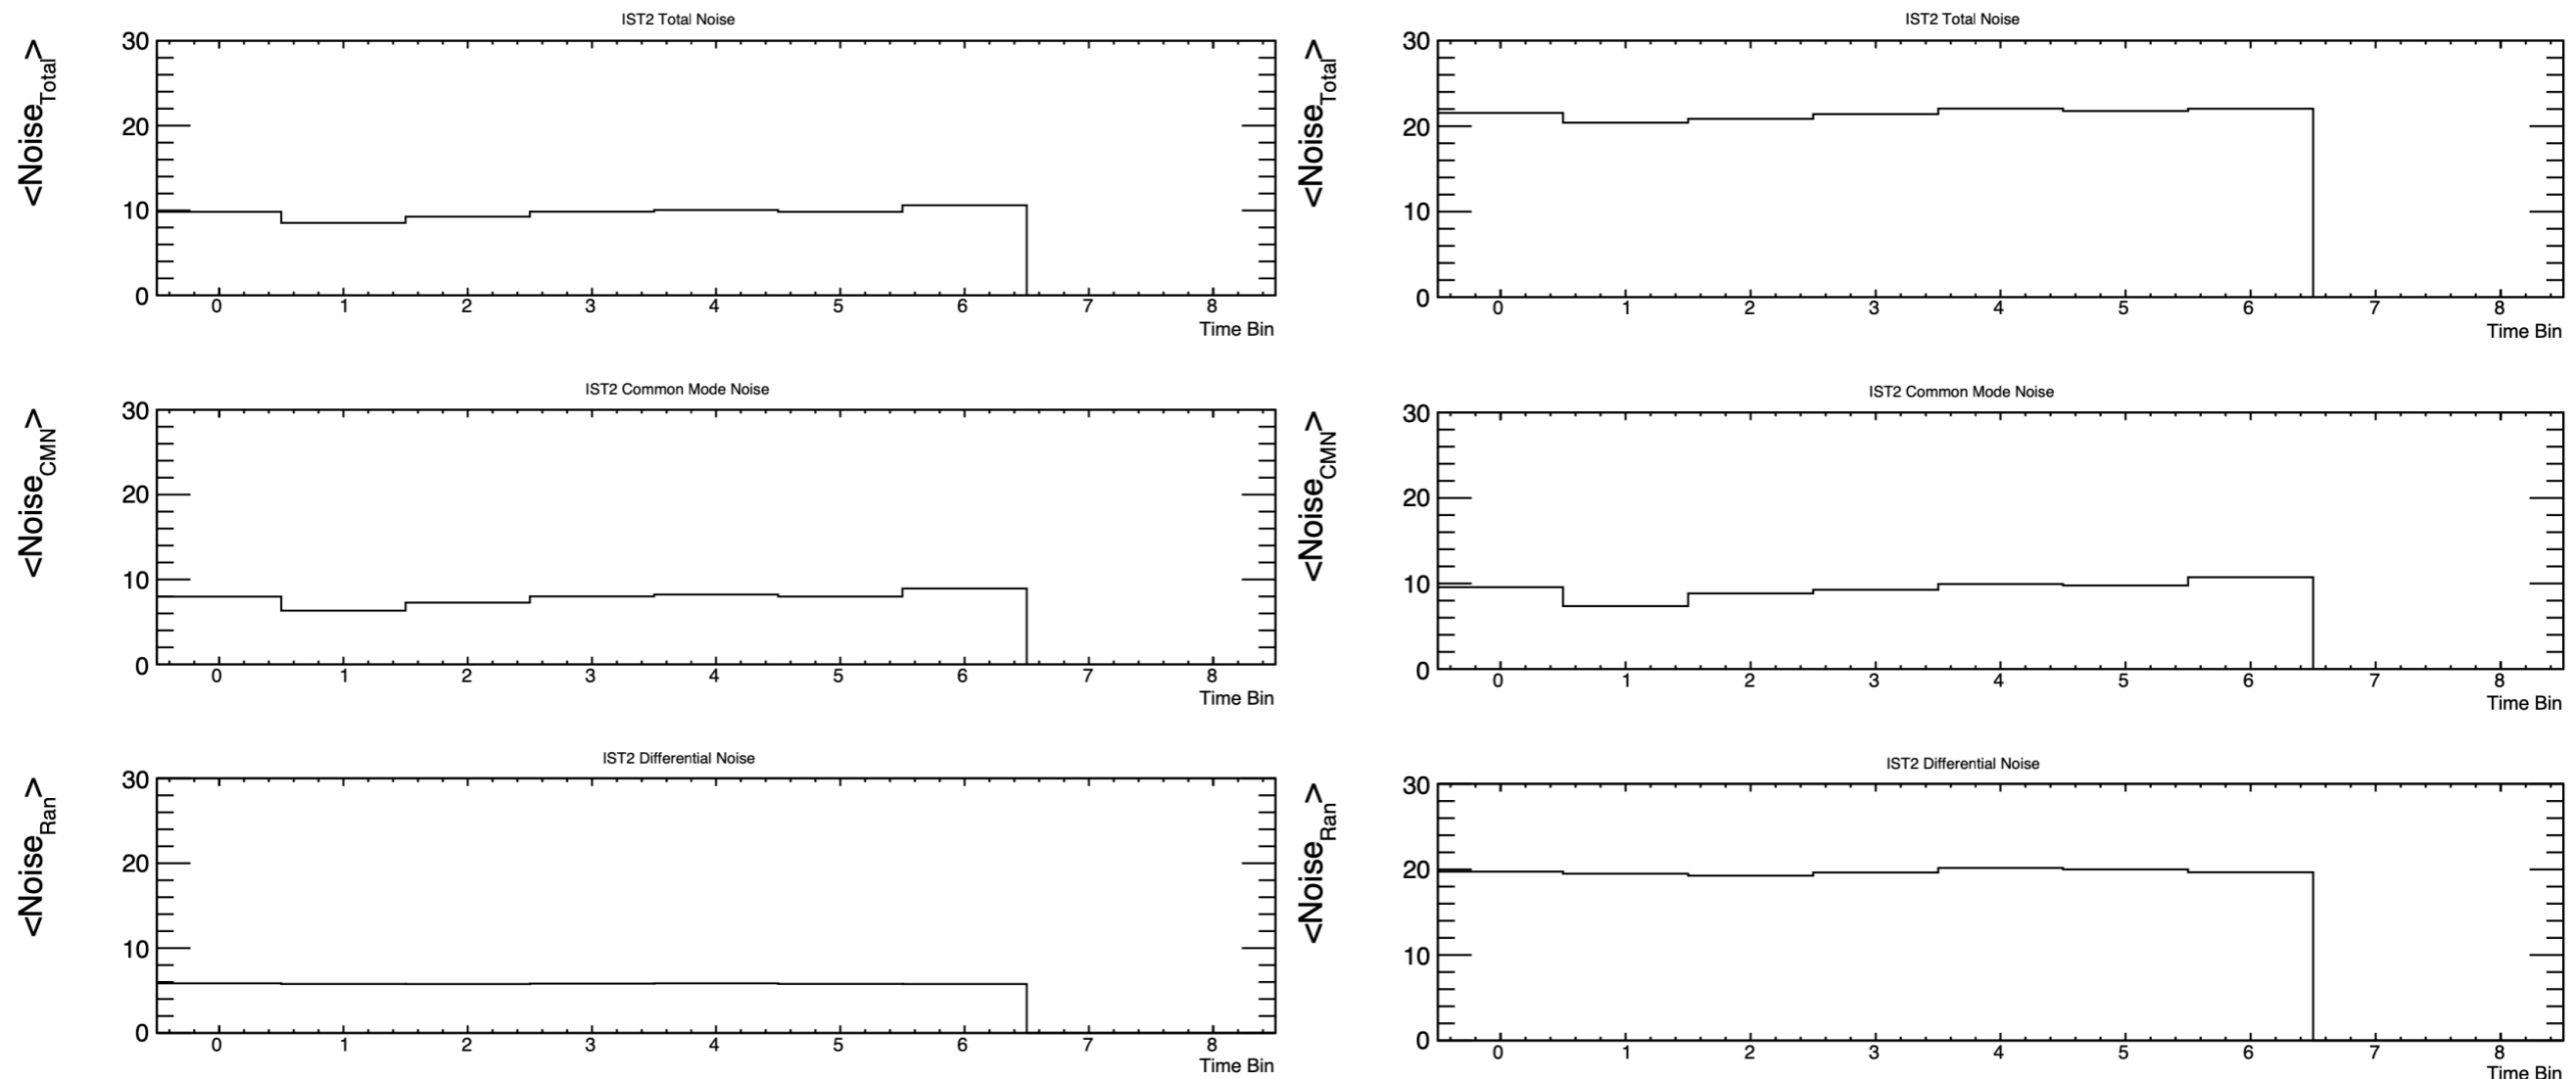 IST2 Total Noise
<Noise_Total>
30
20
10
0
0 1 2 3 4 5 6 7 8
Time Bin
IST2 Total Noise
<Noise_Total>
30
20
10
0
0 1 2 3 4 5 6 7 8
Time Bin
IST2 Common Mode Noise
<Noise_CMN>
30
20
10
0
0 1 2 3 4 5 6 7 8
Time Bin
IST2 Common Mode Noise
<Noise_CMN>
30
20
10
0
0 1 2 3 4 5 6 7 8
Time Bin
IST2 Differential Noise
<Noise_Ran>
30
20
10
0
0 1 2 3 4 5 6 7 8
Time Bin
IST2 Differential Noise
<Noise_Ran>
30
20
10
0
0 1 2 3 4 5 6 7 8
Time Bin